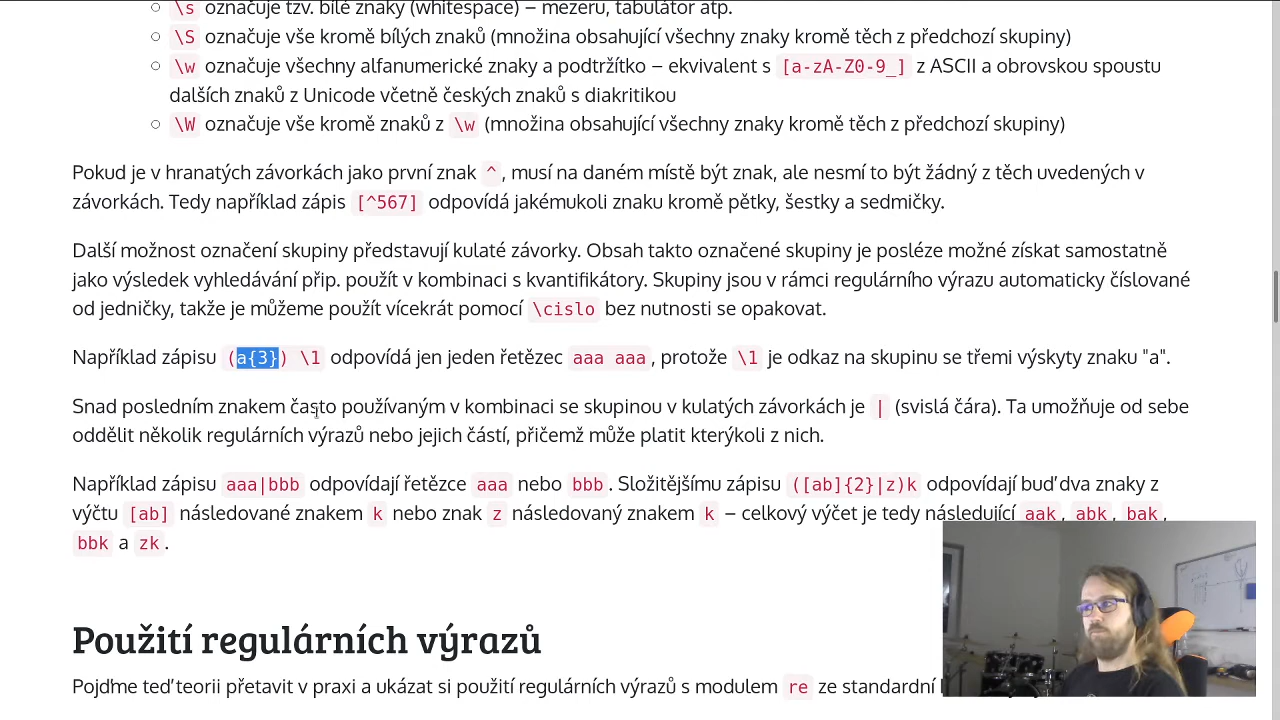 \s označuje tzv. bílé znaky (whitespace) – mezeru, tabulátor atp.
\S označuje vše kromě bílých znaků (množina obsahující všechny znaky kromě těch z předchozí skupiny)
\w označuje všechny alfanumerické znaky a podtržítko – ekvivalent s [a-zA-Z0-9_] z ASCII a obrovskou spoustu
dalších znaků z Unicode včetně českých znaků s diakritikou
\W označuje vše kromě znaků z \w (množina obsahující všechny znaky kromě těch z předchozí skupiny)
Pokud je v hranatých závorkách jako první znak ^, musí na daném místě být znak, ale nesmí to být žádný z těch uvedených v
závorkách. Tedy například zápis [^567] odpovídá jakémukoli znaku kromě pětky, šestky a sedmičky.
Další možnost označení skupiny představují kulaté závorky. Obsah takto označené skupiny je posléze možné získat samostatně
jako výsledek vyhledávání příp. použít v kombinaci s kvantifikátory. Skupiny jsou v rámci regulárního výrazu automaticky číslované
od jedničky, takže je můžeme použít vícekrát pomocí \cislo bez nutnosti se opakovat.
Například zápisu (a{3}) \1 odpovídá jen jeden řetězec aaa aaa, protože \1 je odkaz na skupinu se třemi výskyty znaku "a".
Snad posledním znakem často používaným v kombinaci se skupinou v kulatých závorkách je | (svislá čára). Ta umožňuje od sebe
oddělit několik regulárních výrazů nebo jejich částí, přičemž může platit kterýkoli z nich.
Například zápisu aaa|bbb odpovídají řetězce aaa nebo bbb. Složitějšímu zápisu ([ab]{2}|z)k odpovídají buď dva znaky z
výčtu [ab] následované znakem k nebo znak z následovaný znakem k – celkový výčet je tedy následující aak, abk, bak,
bbk a zk.
Použití regulárních výrazů
Pojďme teď teorii přetavit v praxi a ukázat si použití regulárních výrazů s modulem re ze standardní